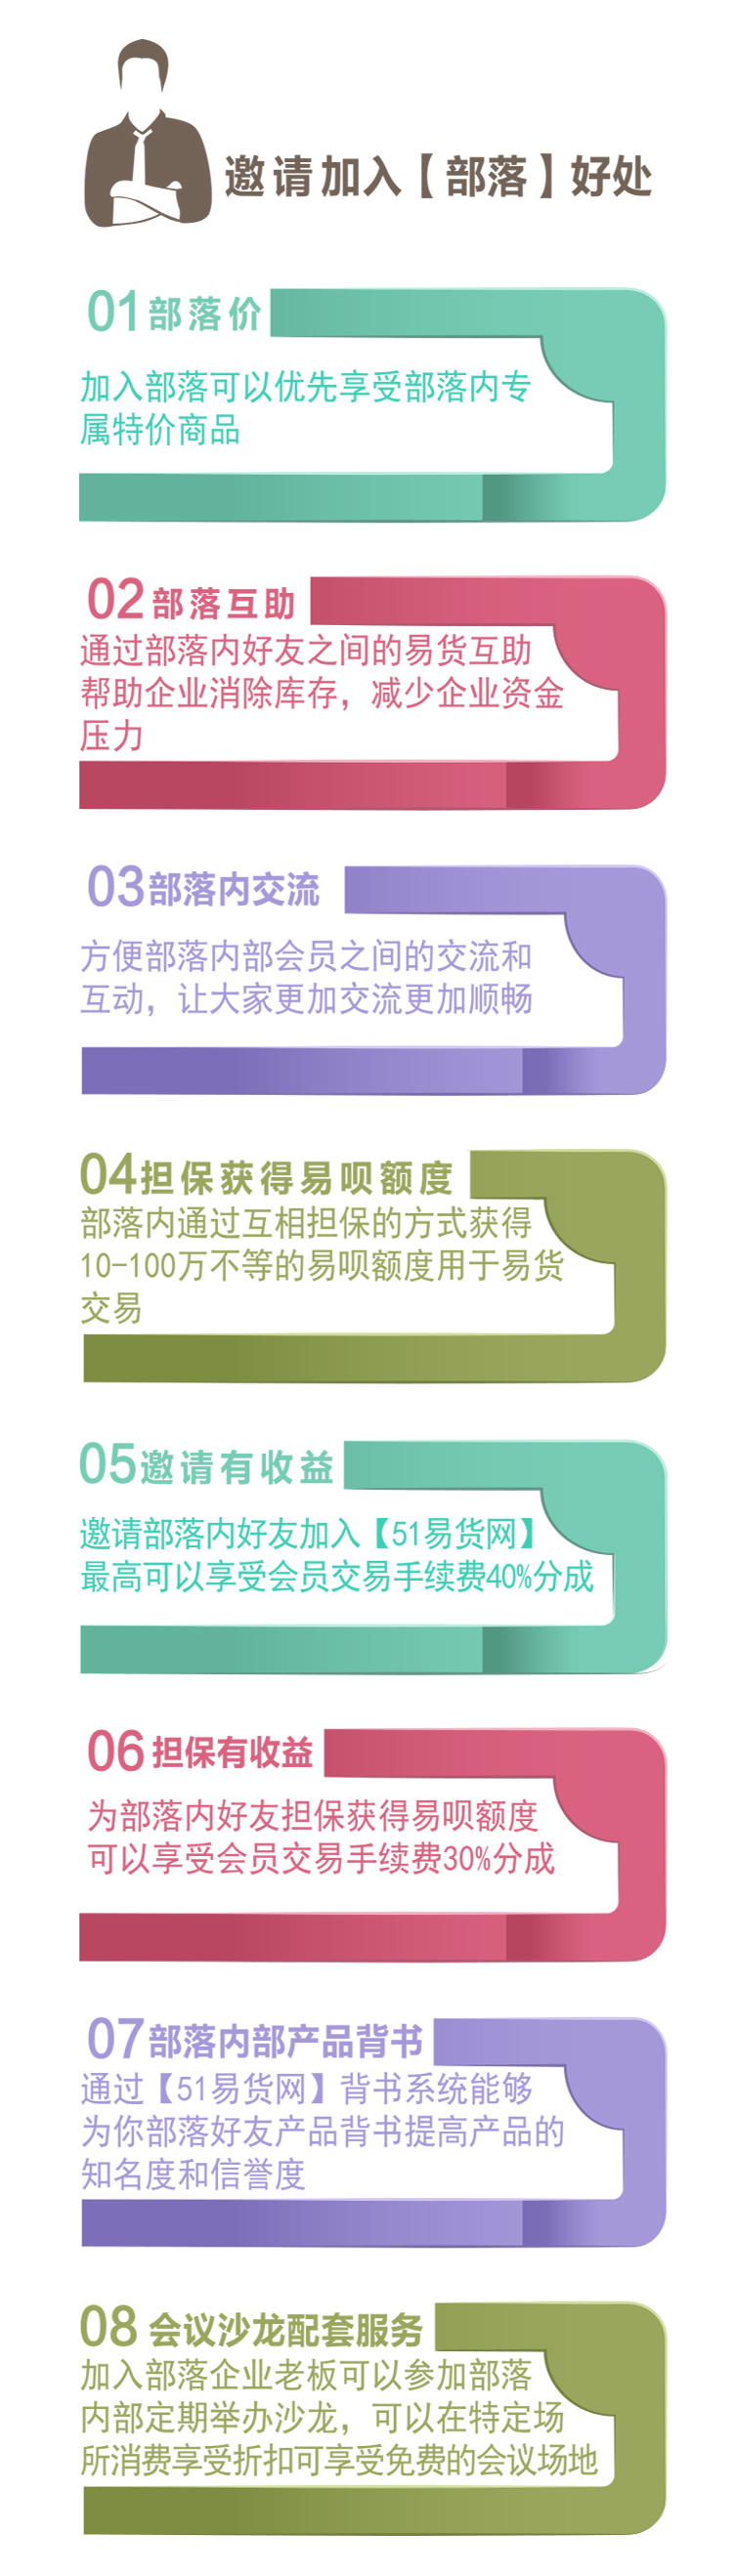 邀请加入【部落】好处
01 部落价
加入部落可以优先享受部落内专
属特价商品
02 部落互助
通过部落内好友之间的易货互助
帮助企业消除库存，减少企业资金
压力
03 部落内交流
方便部落内部会员之间的交流和
互动，让大家更加交流更加顺畅
04 担保获得易呗额度
部落内通过互相担保的方式获得
10-100万不等的易呗额度用于易货
交易
05 邀请有收益
邀请部落内好友加入【51易货网】
最高可以享受会员交易手续费40%分成
06 担保有收益
为部落内好友担保获得易呗额度
可以享受会员交易手续费30%分成
07 部落内部产品背书
通过【51易货网】背书系统能够
为你部落好友产品背书提高产品的
知名度和信誉度
08 会议沙龙配套服务
加入部落企业老板可以参加部落
内部定期举办沙龙，可以在特定场
所消费享受折扣可享受免费的会议场地